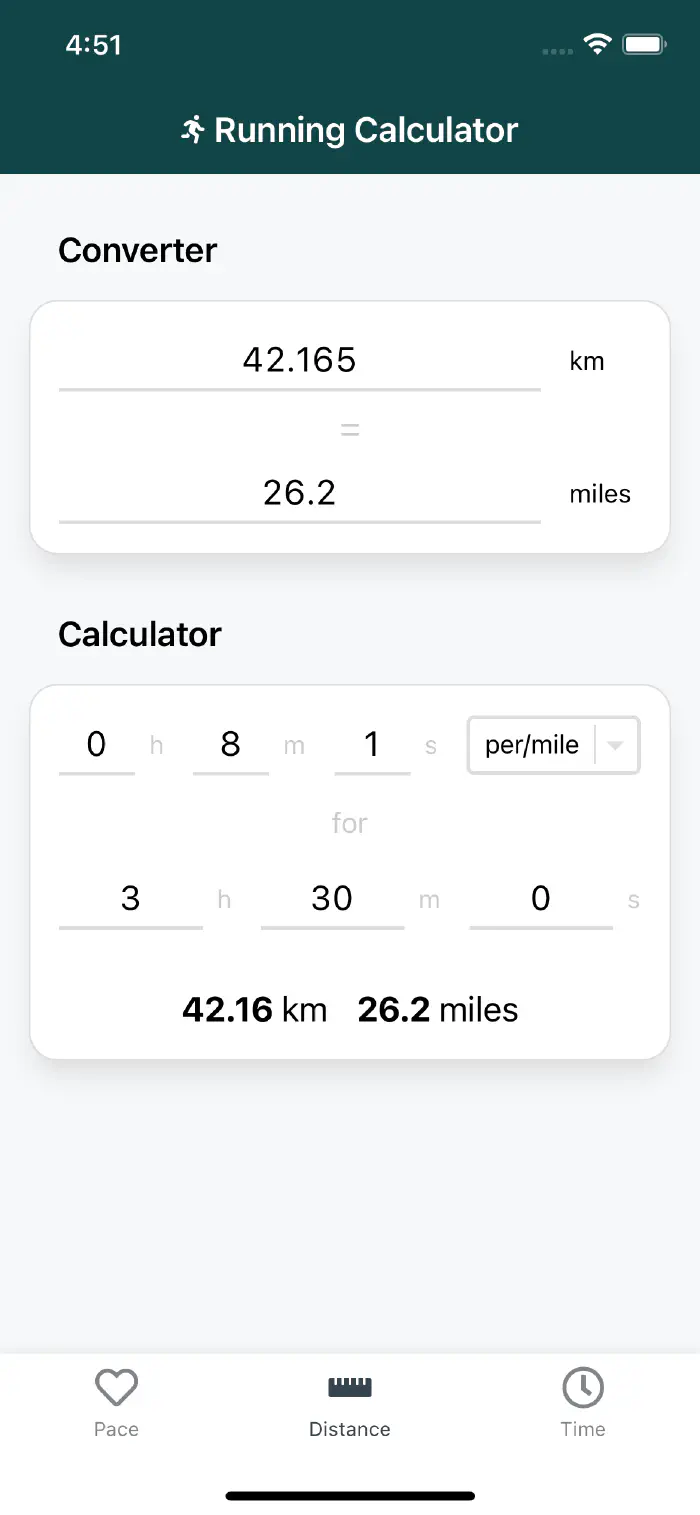 4:51
Running Calculator
Converter
42.165 km
=
26.2 miles
Calculator
0 h 8 m 1 s per/mile
for
3 h 30 m 0 s
42.16 km 26.2 miles
Pace Distance Time